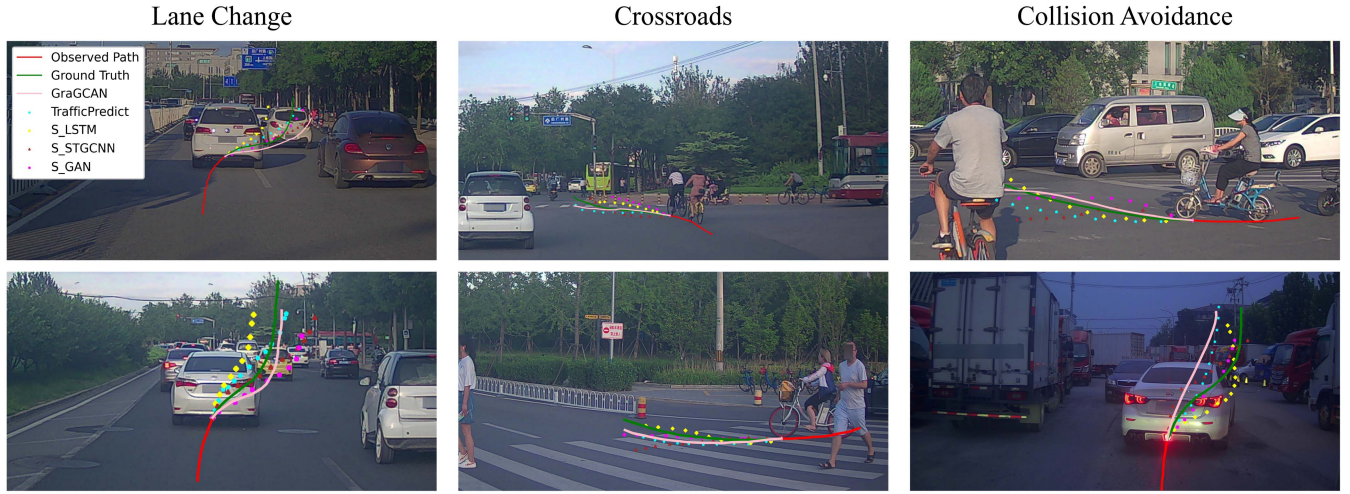 Lane Change
Crossroads
Collision Avoidance
Observed Path
Ground Truth
GraGCAN
TrafficPredict
S_LSTM
S_STGCNN
S_GAN